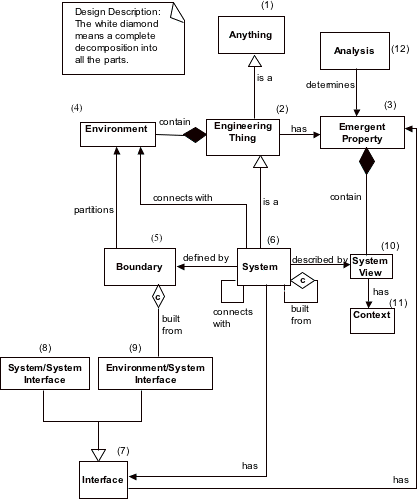 Design Description:
The white diamond
means a complete
decomposition into
all the parts.
(1)
Anything
Analysis
(12)
is a
determines
(4)
(2)
(3)
Environment
contain
Engineering
Thing
has
Emergent
Property
connects with
is a
contain
partitions
(5)
(6)
(10)
Boundary
defined by
System
described by
System
View
c
c
connects
with
built
from
has
(11)
Context
built
from
(8)
(9)
System/System
Interface
Environment/System
Interface
(7)
Interface
has
has